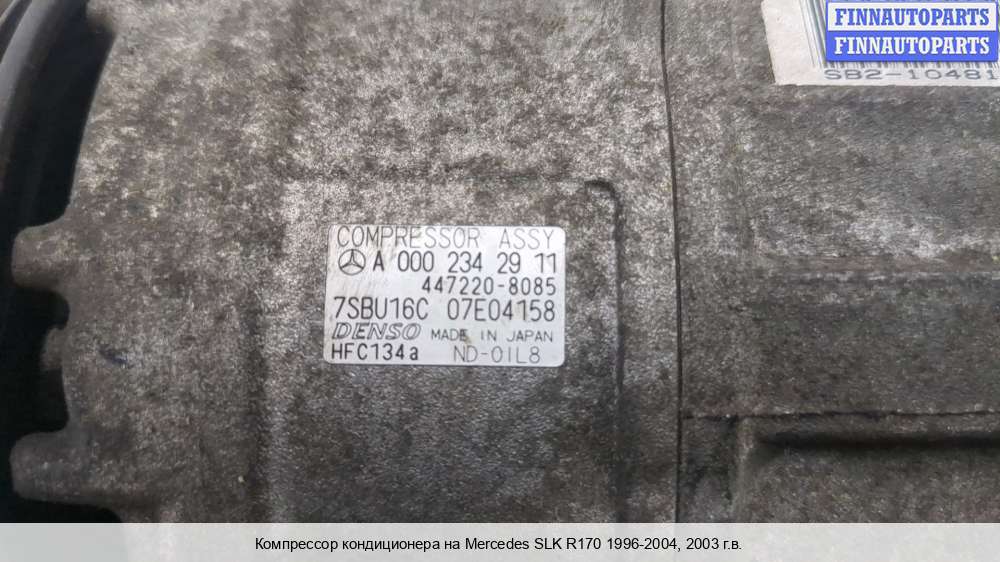 FINNAUTOPARTS
FINNAUTOPARTS
SB2-10481
COMPRESSOR ASSY
A 000 234 29 11
447220-8085
7SBU16C 07E04158
DENSO MADE IN JAPAN
HFC134a ND-OIL8
Компрессор кондиционера на Mercedes SLK R170 1996-2004, 2003 г.в.